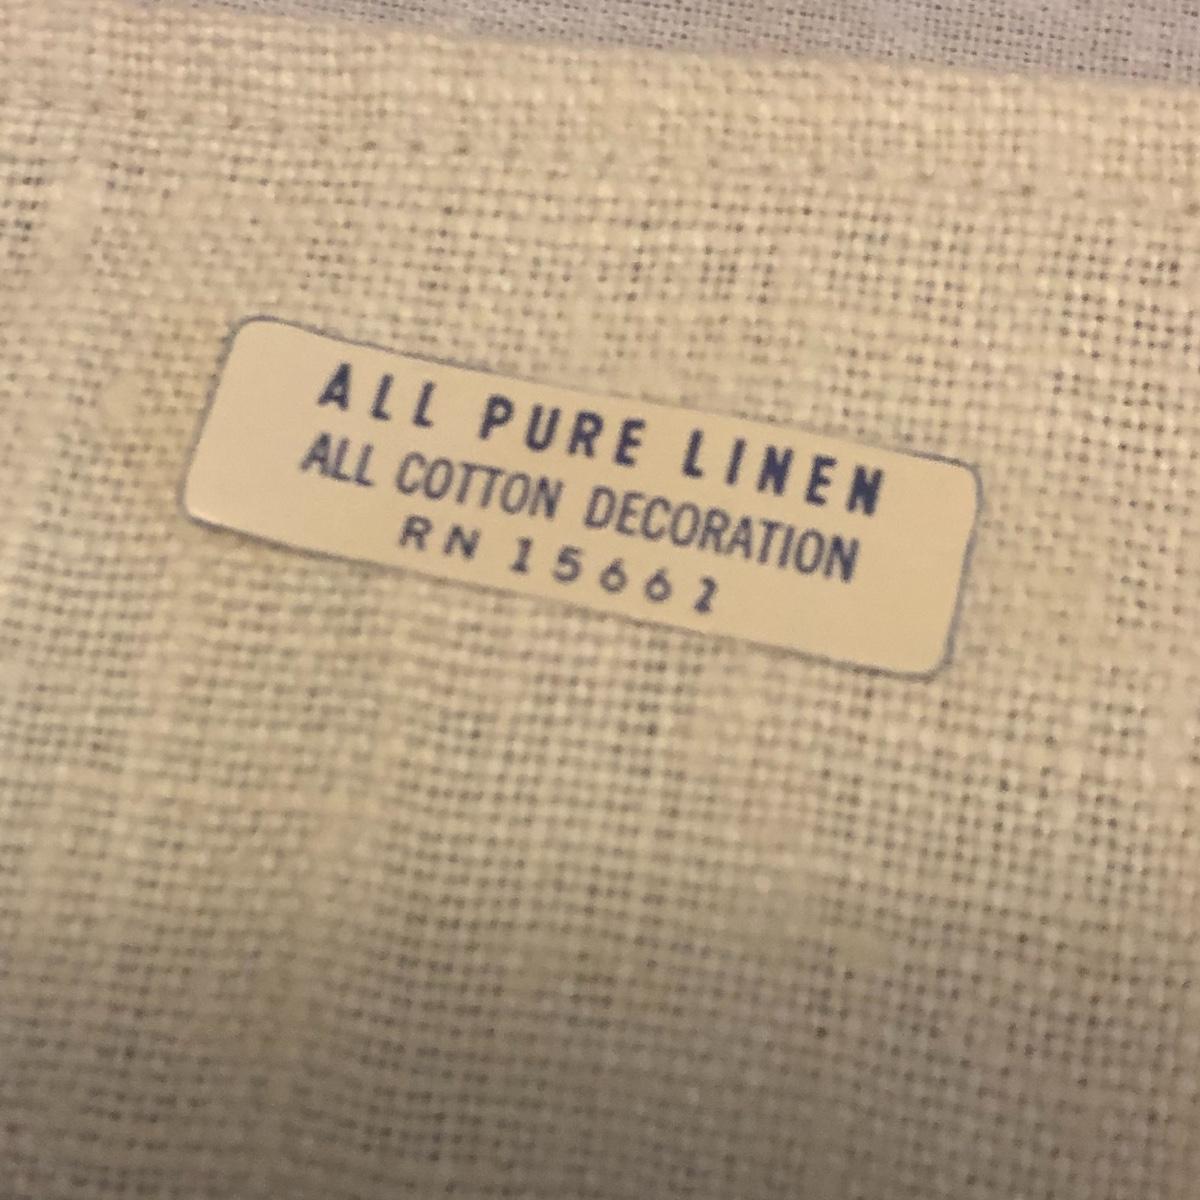 ALL PURE LINEN
ALL COTTON DECORATION
RN 15662